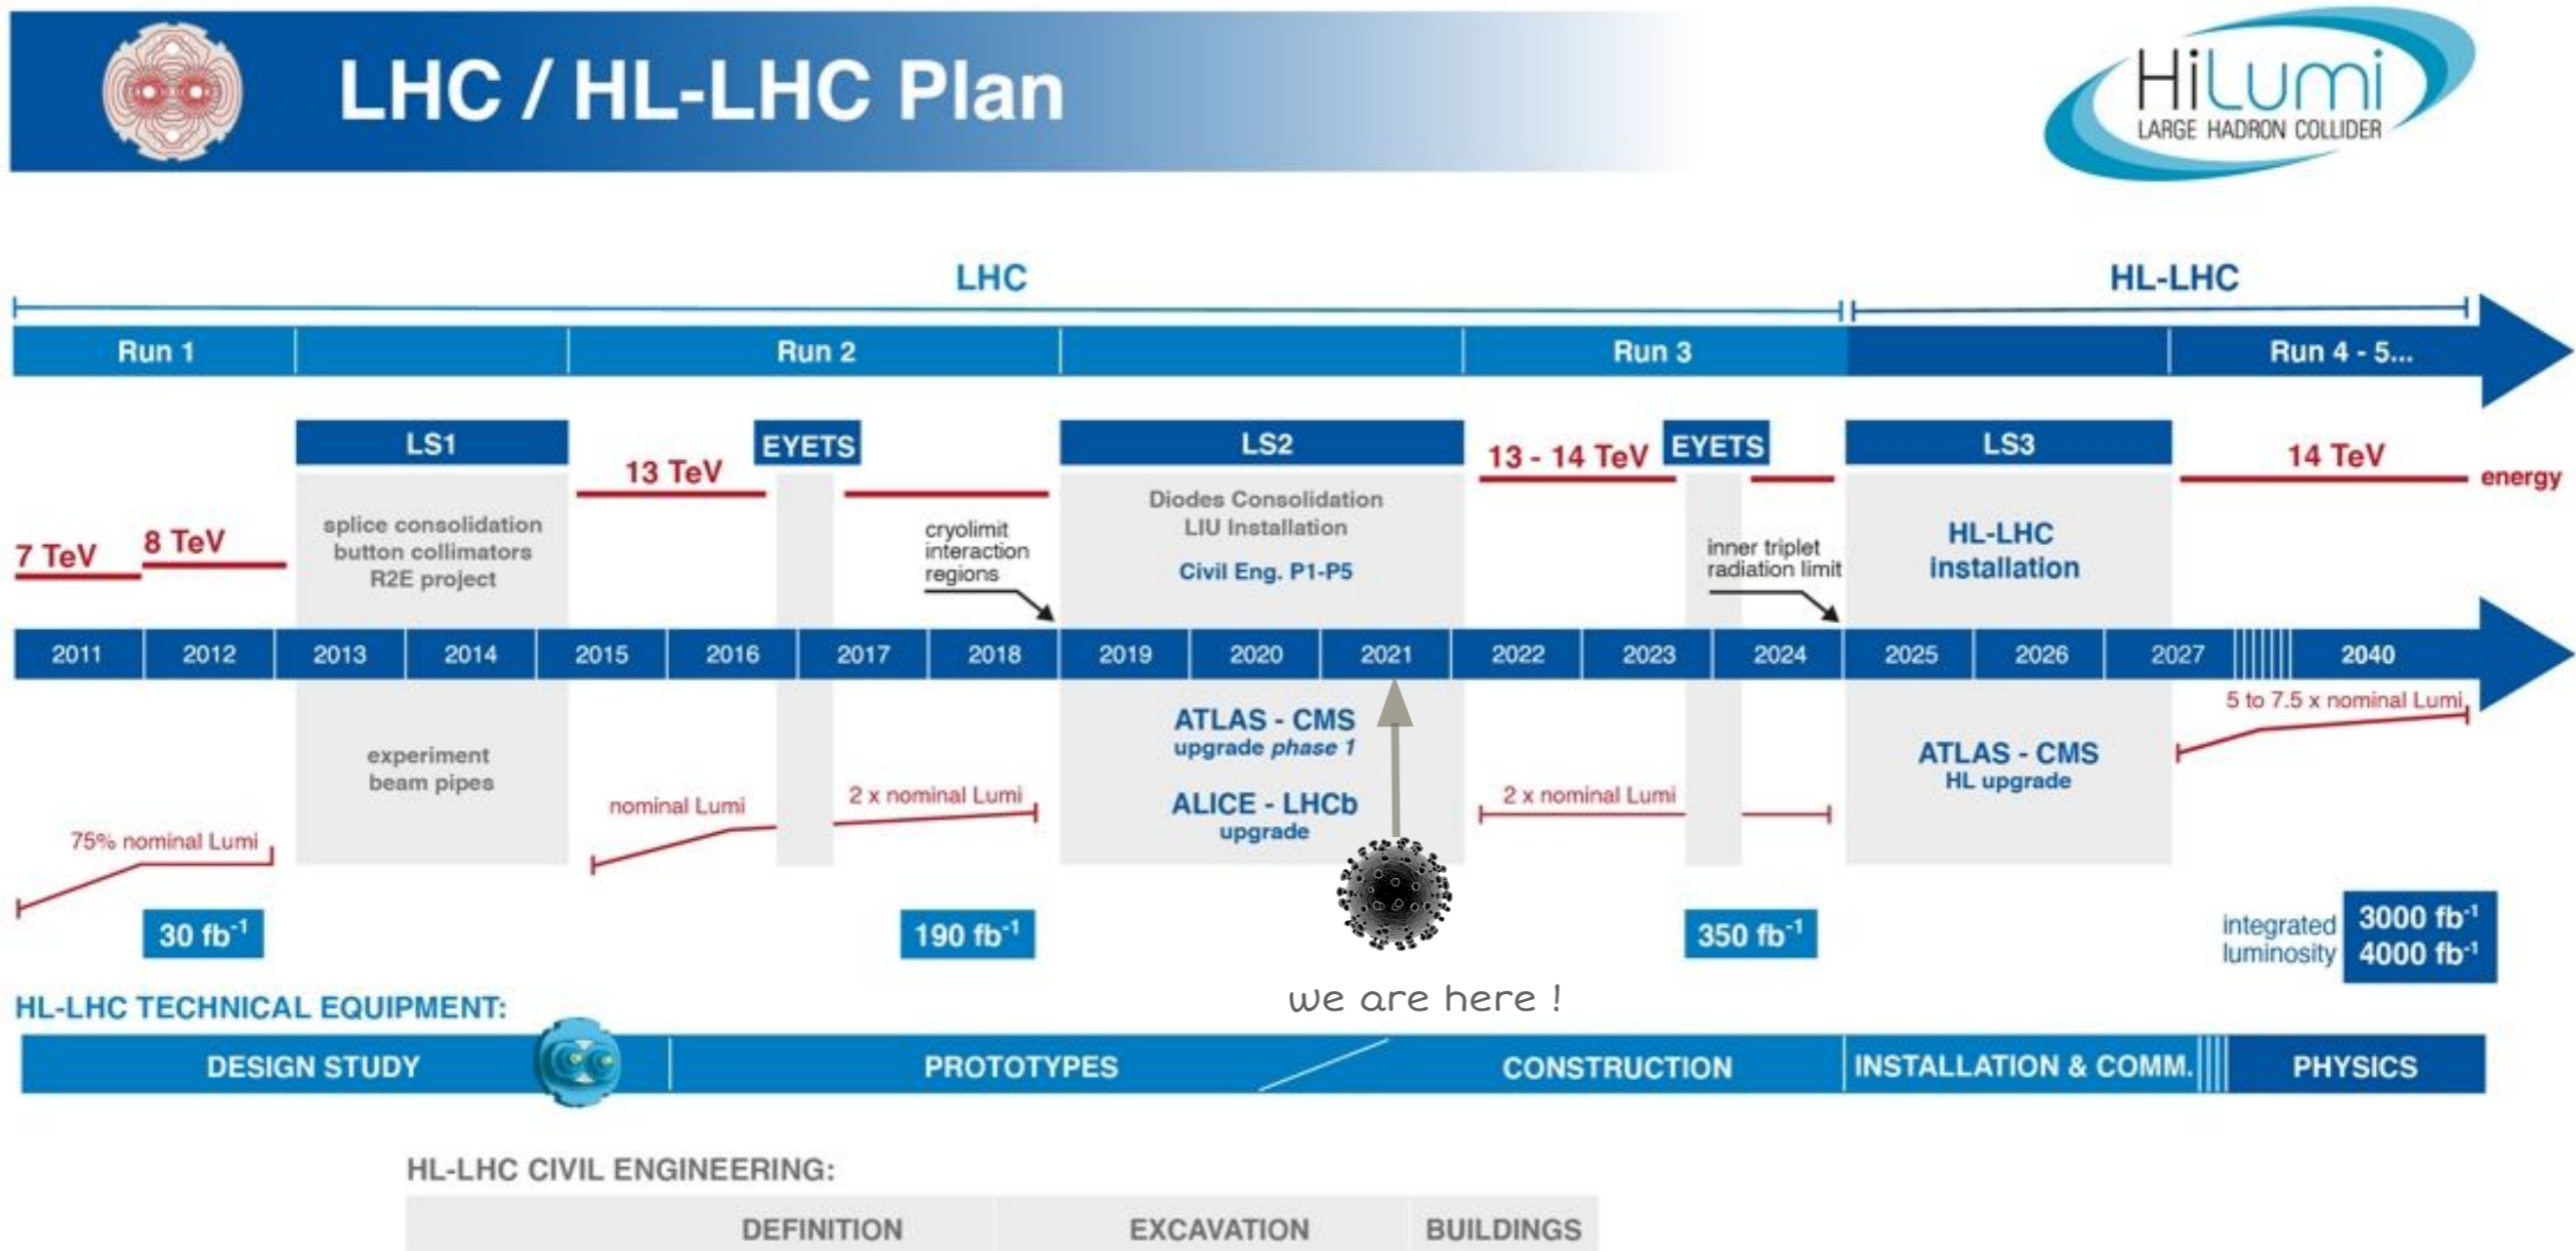 LHC / HL-LHC Plan
HiLumi
LARGE HADRON COLLIDER
LHC
HL-LHC
Run 1
Run 2
Run 3
Run 4 - 5...
LS1
EYETS
LS2
EYETS
LS3
13 TeV
13 - 14 TeV
14 TeV
energy
7 TeV
8 TeV
splice consolidation
button collimators
R2E project
cryolimit
interaction
regions
Diodes Consolidation
LIU Installation
Civil Eng. P1-P5
inner triplet
radiation limit
HL-LHC
installation
2011 2012 2013 2014 2015 2016 2017 2018 2019 2020 2021 2022 2023 2024 2025 2026 2027 2040
5 to 7.5 x nominal Lumi
experiment
beam pipes
ATLAS - CMS
upgrade phase 1
ALICE - LHCb
upgrade
ATLAS - CMS
HL upgrade
75% nominal Lumi
nominal Lumi
2 x nominal Lumi
2 x nominal Lumi
30 fb⁻¹
190 fb⁻¹
350 fb⁻¹
integrated
luminosity
3000 fb⁻¹
4000 fb⁻¹
we are here !
HL-LHC TECHNICAL EQUIPMENT:
DESIGN STUDY
PROTOTYPES
CONSTRUCTION
INSTALLATION & COMM.
PHYSICS
HL-LHC CIVIL ENGINEERING:
DEFINITION
EXCAVATION
BUILDINGS